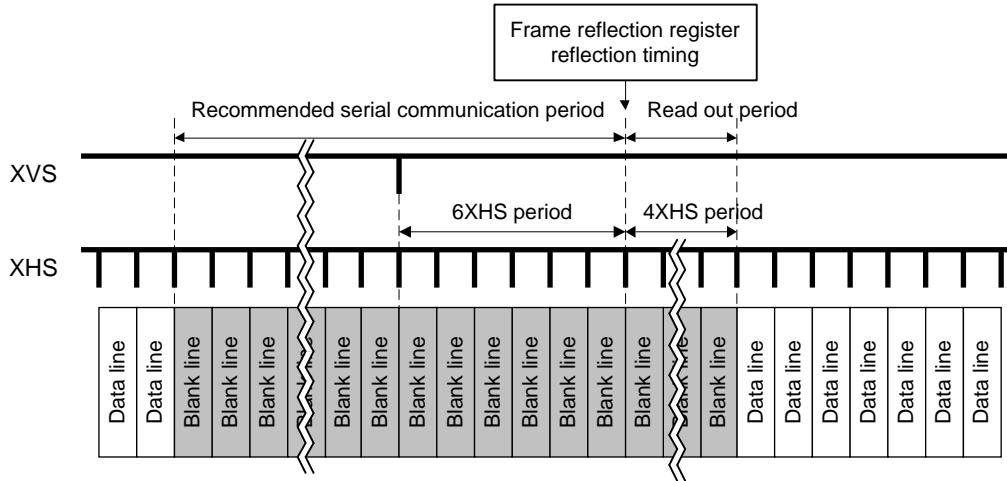 Frame reflection register
reflection timing
Recommended serial communication period
Read out period
XVS
6XHS period
4XHS period
XHS
Data line
Data line
Blank line
Blank line
Blank line
Blank line
Blank line
Blank line
Blank line
Blank line
Blank line
Blank line
Blank line
Blank line
Blank line
Blank line
Data line
Data line
Data line
Data line
Data line
Data line
Data line